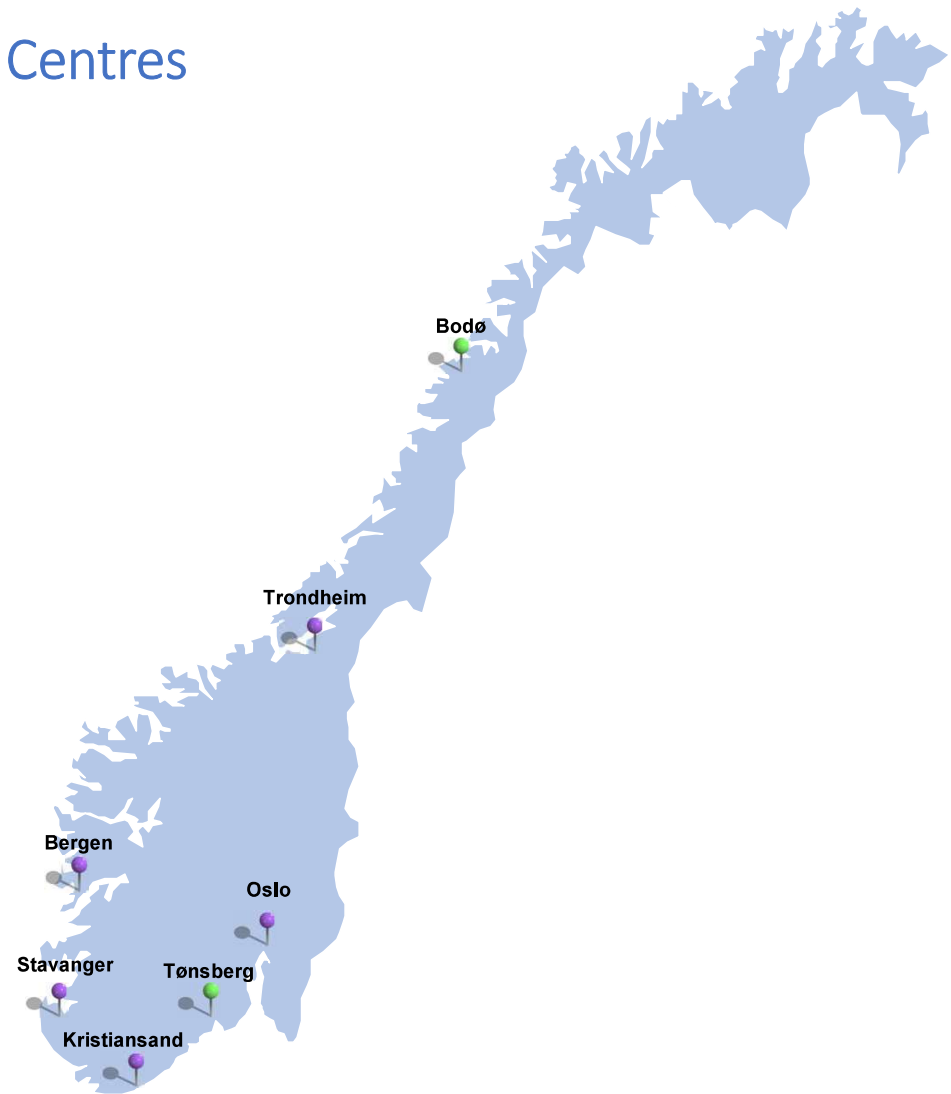 Centres
Bodø
Trondheim
Bergen
Oslo
Stavanger
Tønsberg
Kristiansand